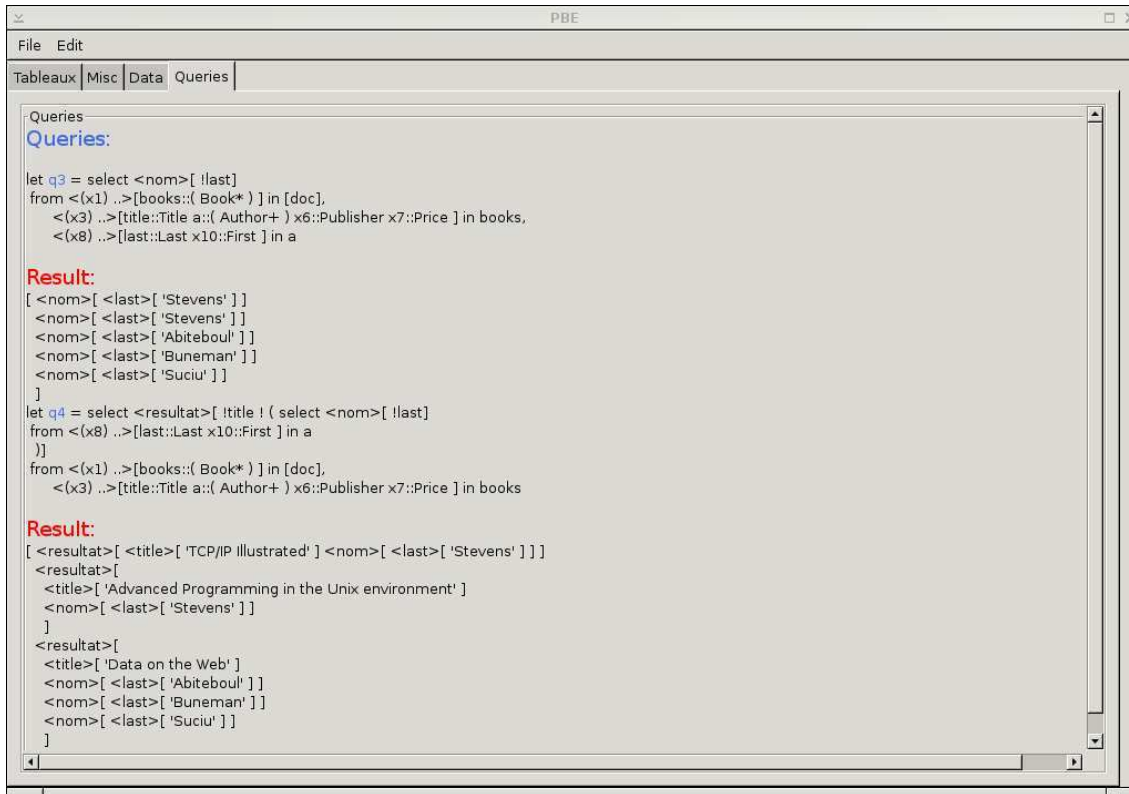 PBE
File Edit
Tableaux Misc Data Queries
Queries
Queries:
let q3 = select <nom>[ !last]
from <(x1) ..>[books::( Book* ) ] in [doc],
<(x3) ..>[title::Title a::( Author+ ) x6::Publisher x7::Price ] in books,
<(x8) ..>[last::Last x10::First ] in a
Result:
[ <nom>[ <last>[ 'Stevens' ] ]
<nom>[ <last>[ 'Stevens' ] ]
<nom>[ <last>[ 'Abiteboul' ] ]
<nom>[ <last>[ 'Buneman' ] ]
<nom>[ <last>[ 'Suciu' ] ]
]
let q4 = select <resultat>[ !title ! ( select <nom>[ !last]
from <(x8) ..>[last::Last x10::First ] in a
)]
from <(x1) ..>[books::( Book* ) ] in [doc],
<(x3) ..>[title::Title a::( Author+ ) x6::Publisher x7::Price ] in books
Result:
[ <resultat>[ <title>[ 'TCP/IP Illustrated' ] <nom>[ <last>[ 'Stevens' ] ] ]
<resultat>[
<title>[ 'Advanced Programming in the Unix environment' ]
<nom>[ <last>[ 'Stevens' ] ]
]
<resultat>[
<title>[ 'Data on the Web' ]
<nom>[ <last>[ 'Abiteboul' ] ]
<nom>[ <last>[ 'Buneman' ] ]
<nom>[ <last>[ 'Suciu' ] ]
]